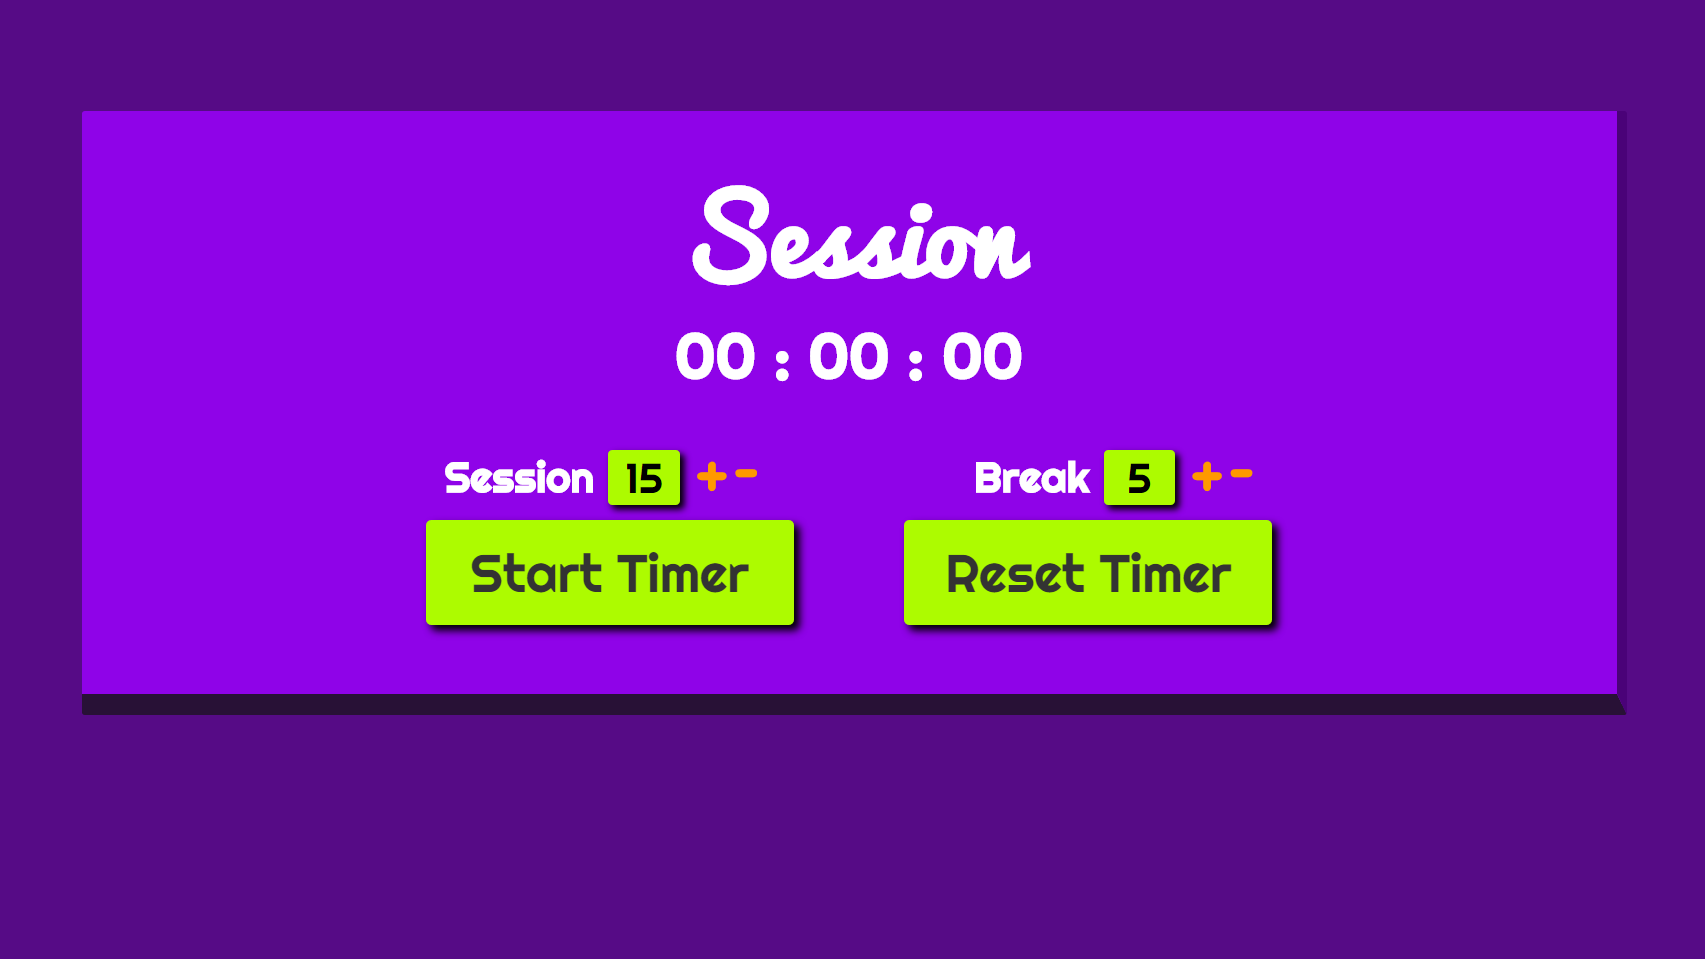 Session
00 : 00 : 00
Session 15 + - Break 5 + -
Start Timer Reset Timer